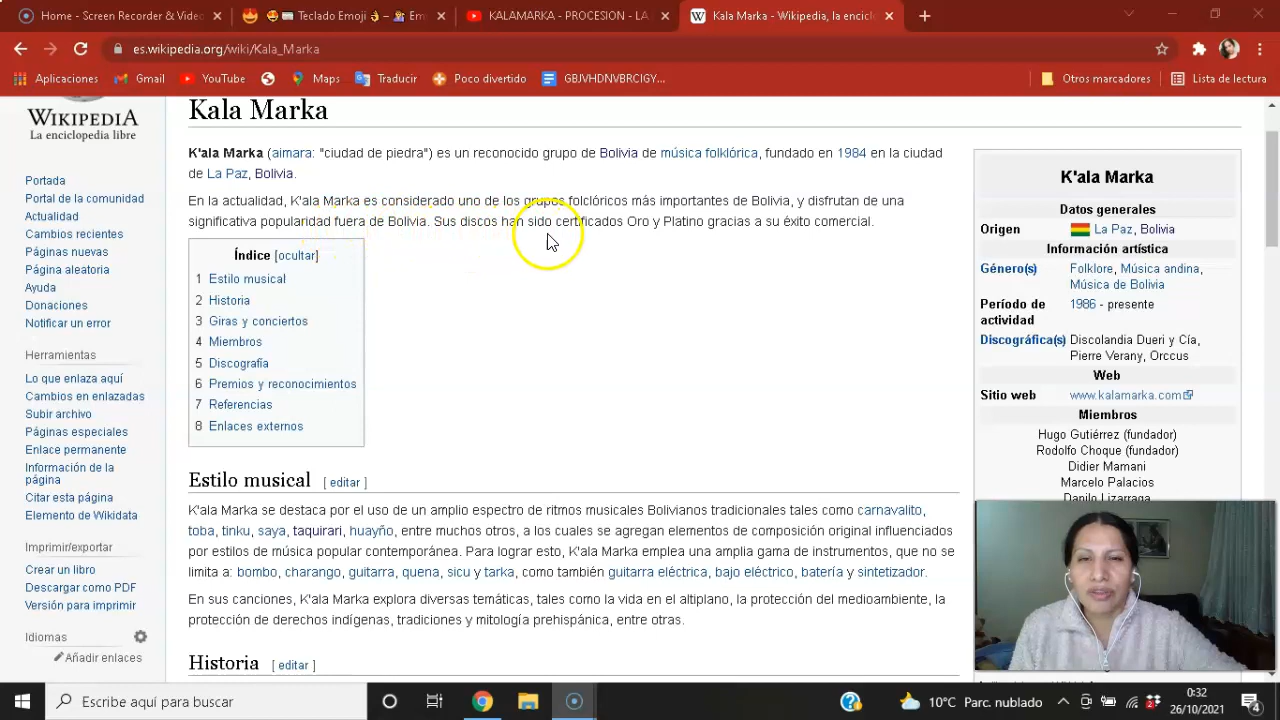 Home - Screen Recorder & Video
Teclado Emoji
KALAMARKA - PROCESION - LA
Kala Marka - Wikipedia, la encicl
es.wikipedia.org/wiki/Kala_Marka
Aplicaciones
Gmail
YouTube
Maps
Traducir
Poco divertido
GBJVHDNVBRCIGY...
Otros marcadores
Lista de lectura
WIKIPEDIA
La enciclopedia libre
Portada
Portal de la comunidad
Actualidad
Cambios recientes
Páginas nuevas
Página aleatoria
Ayuda
Donaciones
Notificar un error
Herramientas
Lo que enlaza aquí
Cambios en enlazadas
Subir archivo
Páginas especiales
Enlace permanente
Información de la
página
Citar esta página
Elemento de Wikidata
Imprimir/exportar
Crear un libro
Descargar como PDF
Versión para imprimir
Idiomas
Añadir enlaces
Kala Marka
K'ala Marka (aimara: "ciudad de piedra") es un reconocido grupo de Bolivia de música folklórica, fundado en 1984 en la ciudad
de La Paz, Bolivia.
En la actualidad, K'ala Marka es considerado uno de los grupos folclóricos más importantes de Bolivia, y disfrutan de una
significativa popularidad fuera de Bolivia. Sus discos han sido certificados Oro y Platino gracias a su éxito comercial.
Índice [ocultar]
1 Estilo musical
2 Historia
3 Giras y conciertos
4 Miembros
5 Discografía
6 Premios y reconocimientos
7 Referencias
8 Enlaces externos
Estilo musical [ editar ]
K'ala Marka se destaca por el uso de un amplio espectro de ritmos musicales Bolivianos tradicionales tales como carnavalito,
toba, tinku, saya, taquirari, huayño, entre muchos otros, a los cuales se agregan elementos de composición original influenciados
por estilos de música popular contemporánea. Para lograr esto, K'ala Marka emplea una amplia gama de instrumentos, que no se
limita a: bombo, charango, guitarra, quena, sicu y tarka, como también guitarra eléctrica, bajo eléctrico, batería y sintetizador.
En sus canciones, K'ala Marka explora diversas temáticas, tales como la vida en el altiplano, la protección del medioambiente, la
protección de derechos indígenas, tradiciones y mitología prehispánica, entre otras.
Historia [ editar ]
K'ala Marka
Datos generales
Origen La Paz, Bolivia
Información artística
Género(s) Folklore, Música andina,
Música de Bolivia
Período de 1986 - presente
actividad
Discográfica(s) Discolandia Dueri y Cía,
Pierre Verany, Orccus
Web
Sitio web www.kalamarka.com
Miembros
Hugo Gutiérrez (fundador)
Rodolfo Choque (fundador)
Didier Mamani
Marcelo Palacios
Danilo Lizarraga
Escribe aquí para buscar
10°C Parc. nublado
0:32
26/10/2021
4